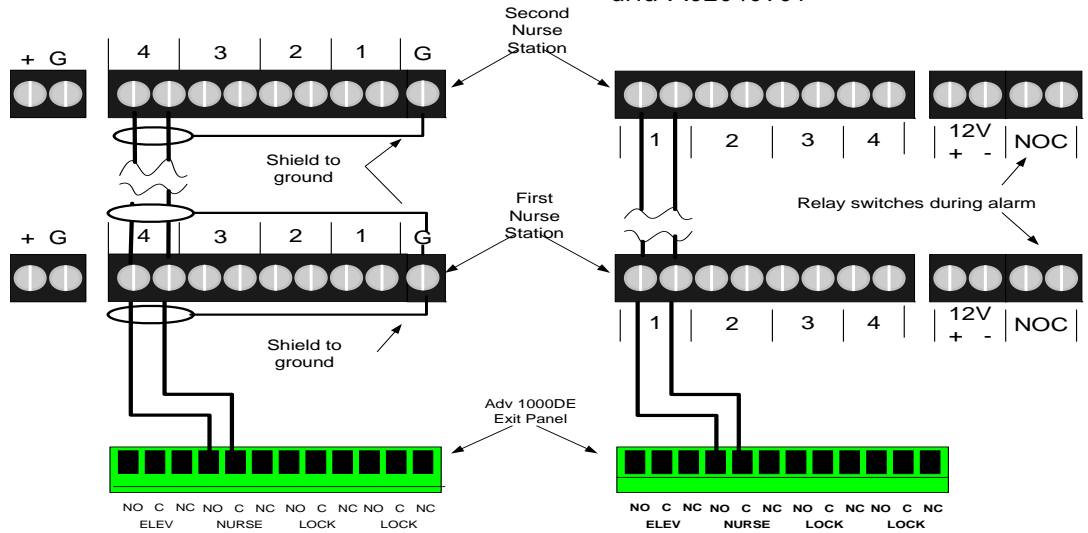 Second
Nurse
Station
+ G
4 3 2 1 G
Shield to
ground
First
Nurse
Station
+ G
4 3 2 1 G
Shield to
ground
Adv 1000DE
Exit Panel
NO C NC NO C NC NO C NC NO C NC
ELEV NURSE LOCK LOCK
1 2 3 4 12V
+ - NOC
Relay switches during alarm
1 2 3 4 12V
+ - NOC
NO C NC NO C NC NO C NC NO C NC
ELEV NURSE LOCK LOCK